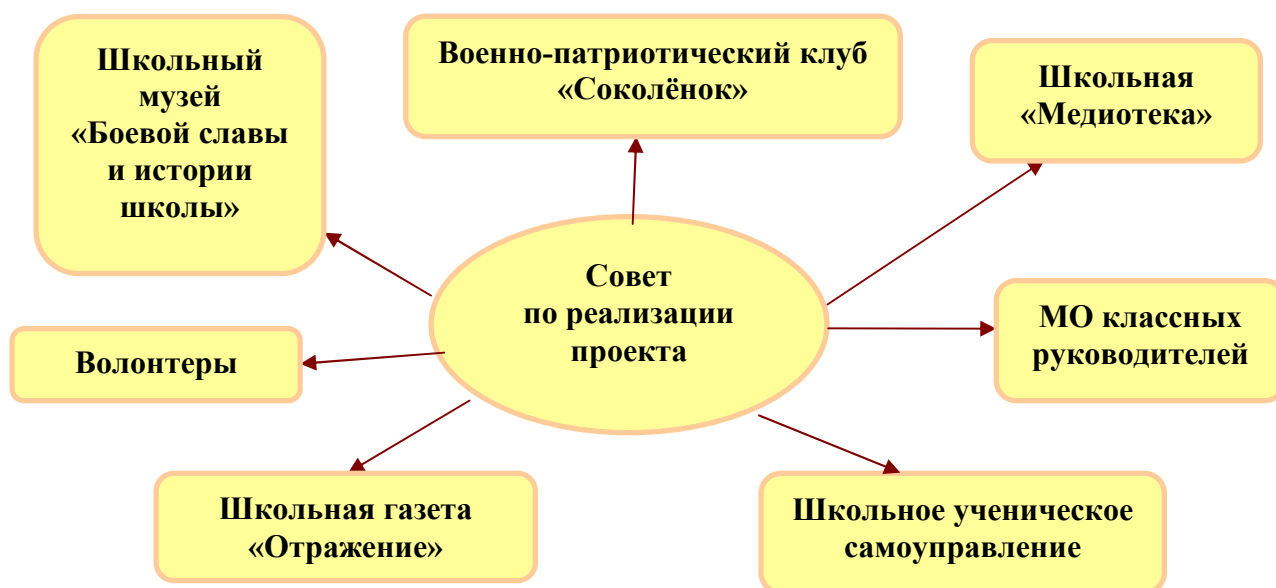 Школьный
музей
«Боевой славы
и истории
школы»
Военно-патриотический клуб
«Соколёнок»
Школьная
«Медиотека»
Совет
по реализации
проекта
МО классных
руководителей
Волонтеры
Школьная газета
«Отражение»
Школьное ученическое
самоуправление